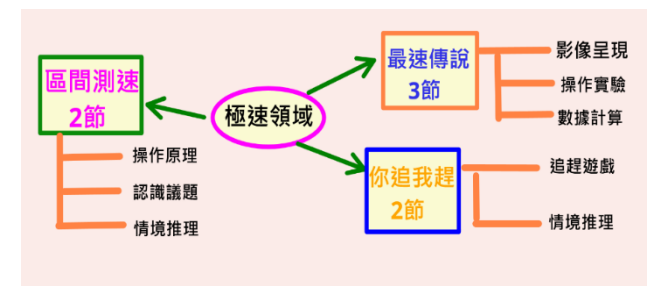 極速領域
區間測速
2節
操作原理
認識議題
情境推理
最速傳說
3節
影像呈現
操作實驗
數據計算
你追我趕
2節
追趕遊戲
情境推理